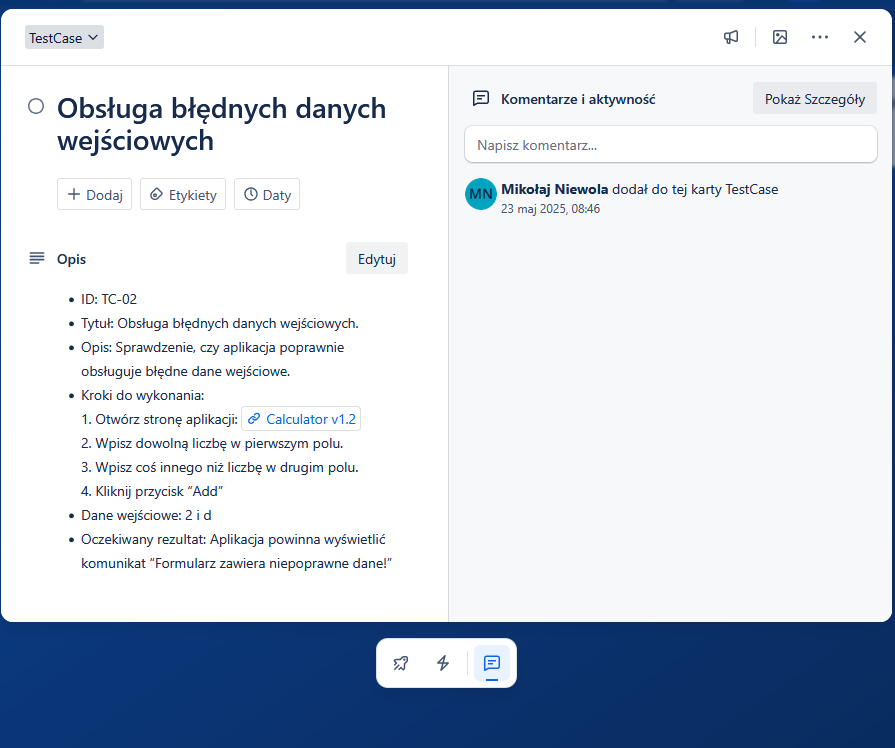 TestCase
Obsługa błędnych danych
wejściowych
Dodaj
Etykiety
Daty
Opis
Edytuj
• ID: TC-02
• Tytuł: Obsługa błędnych danych wejściowych.
• Opis: Sprawdzenie, czy aplikacja poprawnie
obsługuje błędne dane wejściowe.
• Kroki do wykonania:
1. Otwórz stronę aplikacji: Calculator v1.2
2. Wpisz dowolną liczbę w pierwszym polu.
3. Wpisz coś innego niż liczbę w drugim polu.
4. Kliknij przycisk “Add”
• Dane wejściowe: 2 i d
• Oczekiwany rezultat: Aplikacja powinna wyświetlić
komunikat “Formularz zawiera niepoprawne dane!”
Komentarze i aktywność
Pokaż Szczegóły
Napisz komentarz...
MN
Mikołaj Niewola dodał do tej karty TestCase
23 maj 2025, 08:46